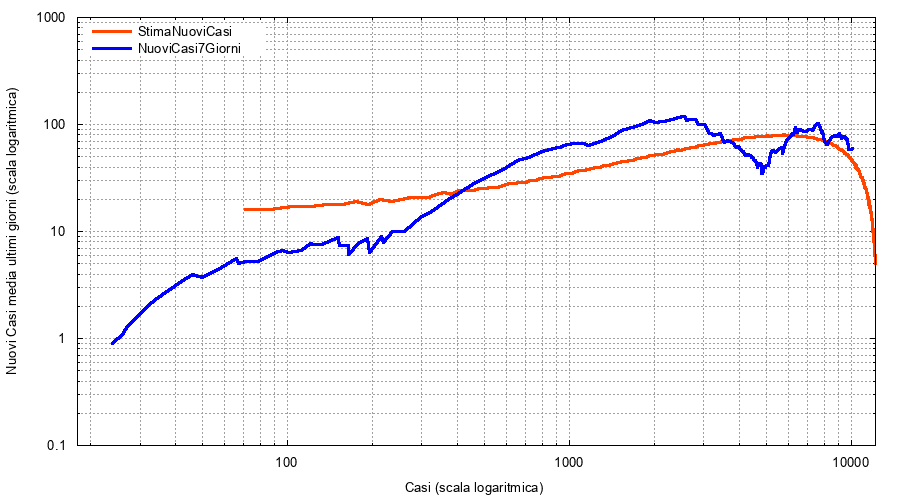 1000
StimaNuoviCasi
NuoviCasi7Giorni
100
10
1
0.1
Nuovi Casi media ultimi giorni (scala logaritmica)
100
1000
10000
Casi (scala logaritmica)